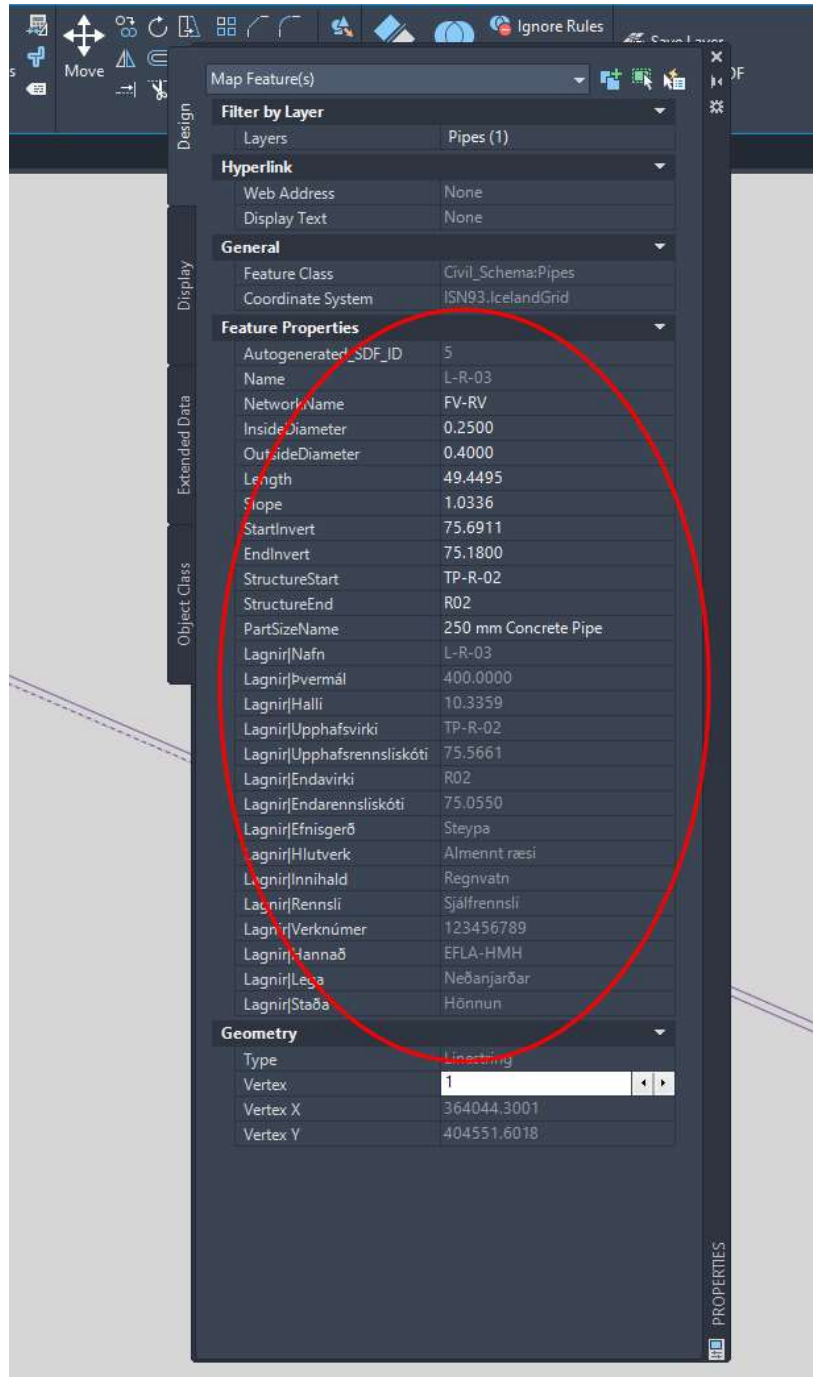 Ignore Rules
Move
Map Feature(s)
Filter by Layer
Layers Pipes (1)
Hyperlink
Web Address None
Display Text None
General
Feature Class Civil_Schema:Pipes
Coordinate System ISN93.IcelandGrid
Feature Properties
Autogenerated_SDF_ID 5
Name L-R-03
NetworkName FV-RV
InsideDiameter 0.2500
OutsideDiameter 0.4000
Length 49.4495
Slope 1.0336
StartInvert 75.6911
EndInvert 75.1800
StructureStart TP-R-02
StructureEnd R02
PartSizeName 250 mm Concrete Pipe
Lagnir|Nafn L-R-03
Lagnir|Þvermál 400.0000
Lagnir|Halli 10.3359
Lagnir|Upphafsvirki TP-R-02
Lagnir|Upphafsrennsliskóti 75.5661
Lagnir|Endavirki R02
Lagnir|Endarennsliskóti 75.0550
Lagnir|Efnisgerð Steypa
Lagnir|Hlutverk Almennt ræsi
Lagnir|Innihald Regnvatn
Lagnir|Rennsli Sjálfrennsli
Lagnir|Verknúmer 123456789
Lagnir|Hannað EFLA-HMH
Lagnir|Lega Neðanjarðar
Lagnir|Staða Hönnun
Geometry
Type Linestring
Vertex 1
Vertex X 364044.3001
Vertex Y 404551.6018
Design
Display
Extended Data
Object Class
PROPERTIES